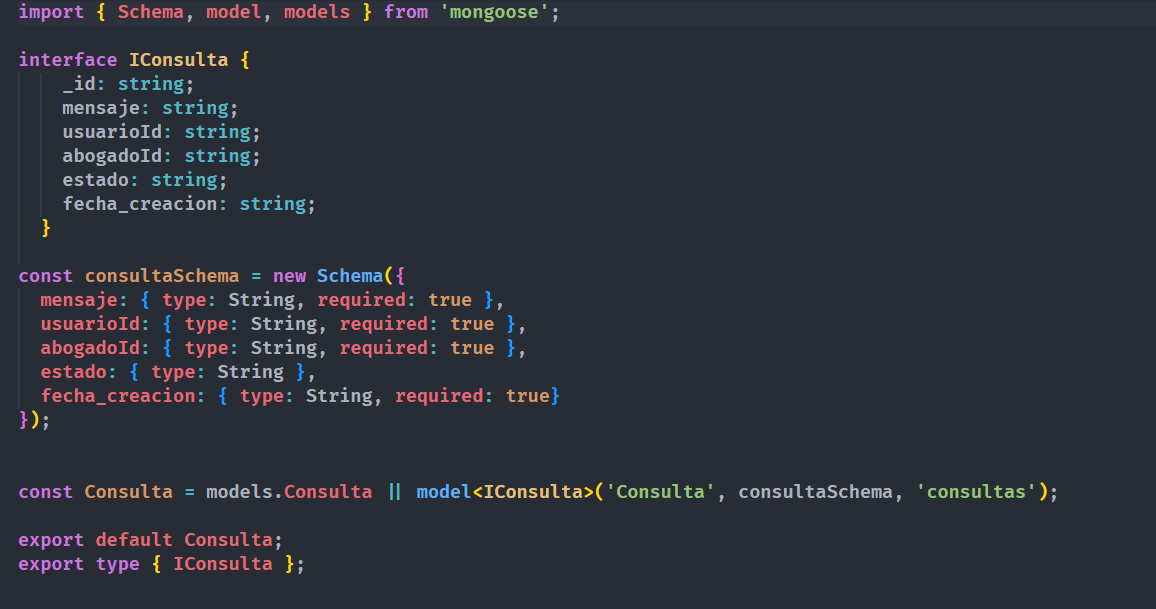 import { Schema, model, models } from 'mongoose';
interface IConsulta {
_id: string;
mensaje: string;
usuarioId: string;
abogadoId: string;
estado: string;
fecha_creacion: string;
}
const consultaSchema = new Schema({
mensaje: { type: String, required: true },
usuarioId: { type: String, required: true },
abogadoId: { type: String, required: true },
estado: { type: String },
fecha_creacion: { type: String, required: true}
});
const Consulta = models.Consulta || model<IConsulta>('Consulta', consultaSchema, 'consultas');
export default Consulta;
export type { IConsulta };